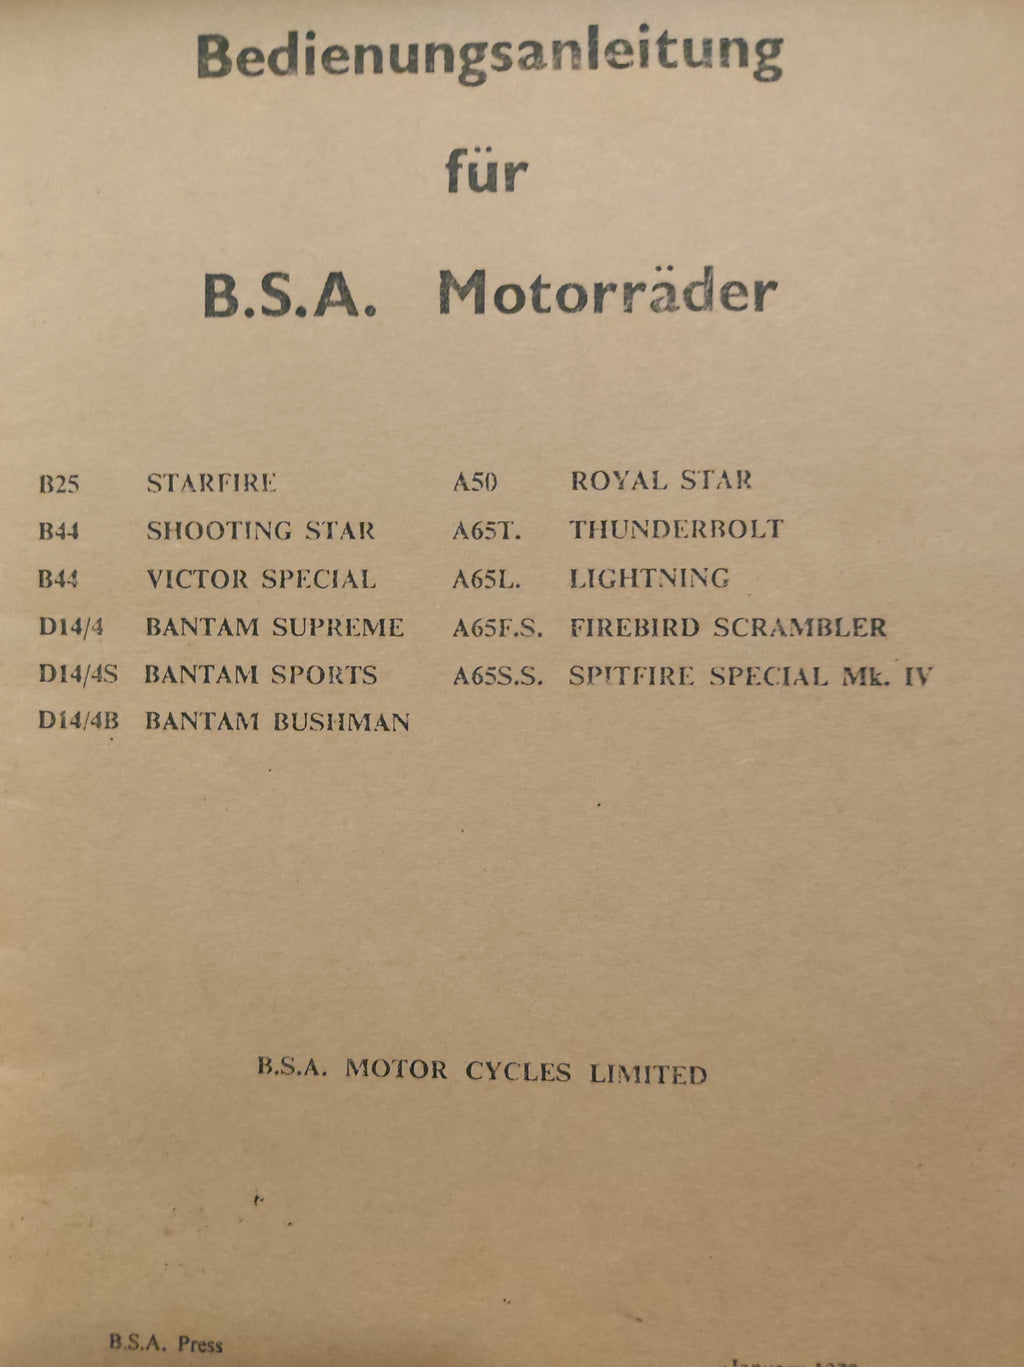 Bedienungsanleitung
für
B.S.A. Motorräder
B25 STARFIRE
B44 SHOOTING STAR
B44 VICTOR SPECIAL
D14/4 BANTAM SUPREME
D14/4S BANTAM SPORTS
D14/4B BANTAM BUSHMAN
A50 ROYAL STAR
A65T. THUNDERBOLT
A65L. LIGHTNING
A65F.S. FIREBIRD SCRAMBLER
A65S.S. SPITFIRE SPECIAL Mk. IV
B.S.A. MOTOR CYCLES LIMITED
B.S.A. Press